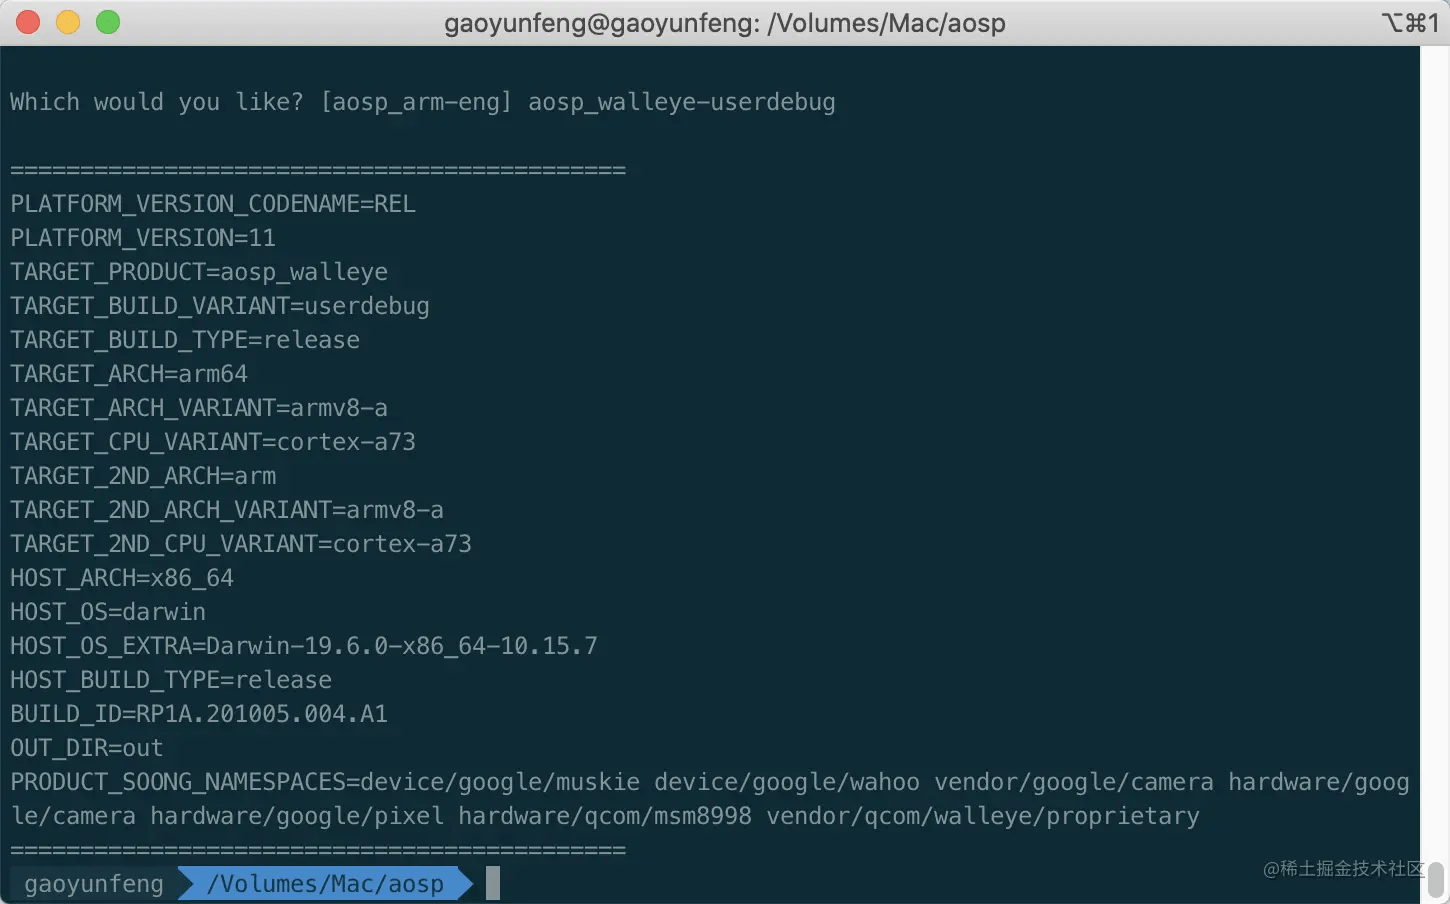 gaoyunfeng@gaoyunfeng: /Volumes/Mac/aosp ⌥⌘1
Which would you like? [aosp_arm-eng] aosp_walleye-userdebug
============================================
PLATFORM_VERSION_CODENAME=REL
PLATFORM_VERSION=11
TARGET_PRODUCT=aosp_walleye
TARGET_BUILD_VARIANT=userdebug
TARGET_BUILD_TYPE=release
TARGET_ARCH=arm64
TARGET_ARCH_VARIANT=armv8-a
TARGET_CPU_VARIANT=cortex-a73
TARGET_2ND_ARCH=arm
TARGET_2ND_ARCH_VARIANT=armv8-a
TARGET_2ND_CPU_VARIANT=cortex-a73
HOST_ARCH=x86_64
HOST_OS=darwin
HOST_OS_EXTRA=Darwin-19.6.0-x86_64-10.15.7
HOST_BUILD_TYPE=release
BUILD_ID=RP1A.201005.004.A1
OUT_DIR=out
PRODUCT_SOONG_NAMESPACES=device/google/muskie device/google/wahoo vendor/google/camera hardware/goog
le/camera hardware/google/pixel hardware/qcom/msm8998 vendor/qcom/walleye/proprietary
============================================
gaoyunfeng /Volumes/Mac/aosp
@稀土掘金技术社区